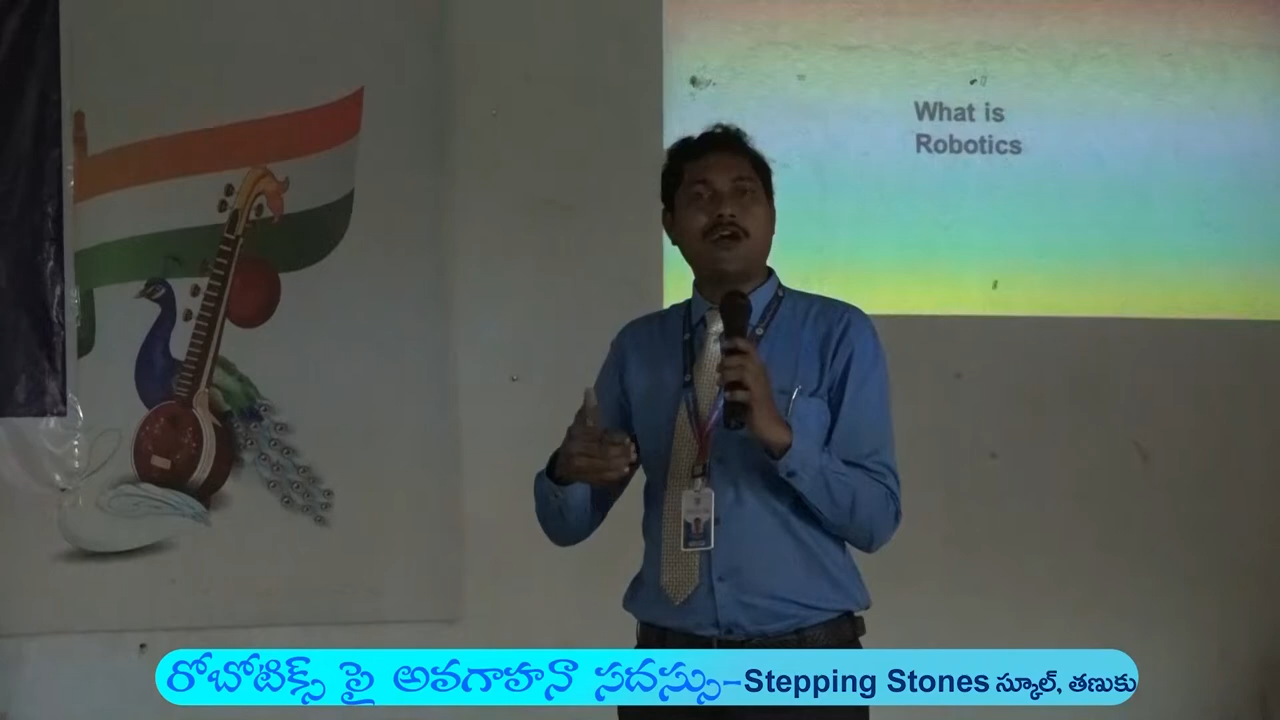 What is
Robotics
రోబోటిక్స్ పై అవగాహనా సదస్సు-Stepping Stones స్కూల్, తణుకు